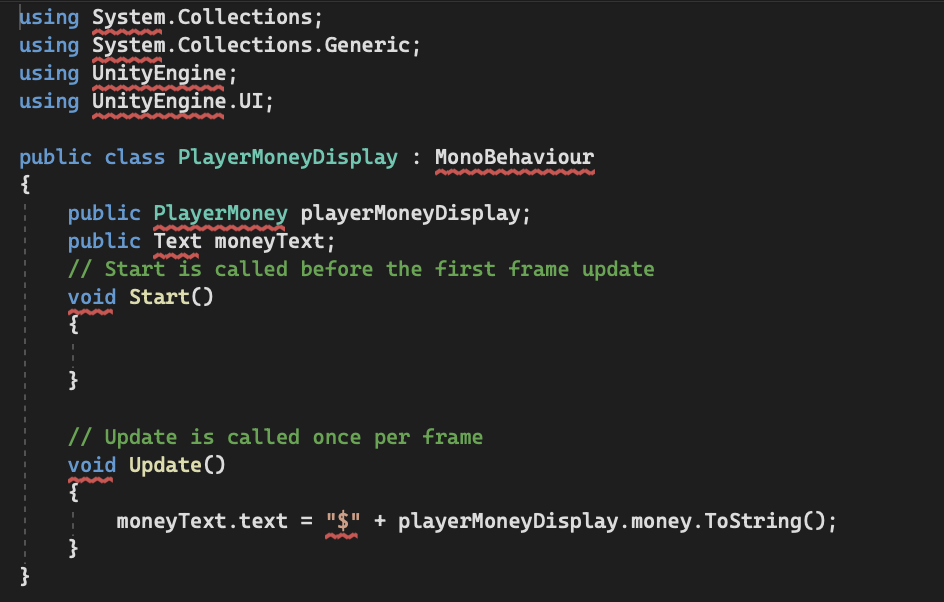 using System.Collections;
using System.Collections.Generic;
using UnityEngine;
using UnityEngine.UI;

public class PlayerMoneyDisplay : MonoBehaviour
{
    public PlayerMoney playerMoneyDisplay;
    public Text moneyText;
    // Start is called before the first frame update
    void Start()
    {

    }

    // Update is called once per frame
    void Update()
    {
        moneyText.text = "$" + playerMoneyDisplay.money.ToString();
    }
}